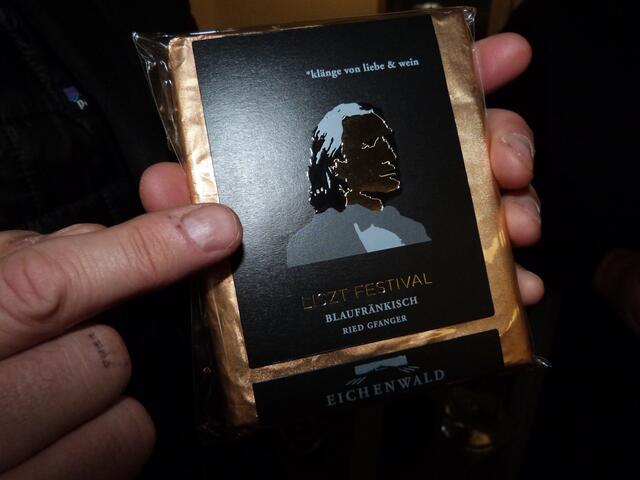 *klänge von liebe & wein
LISZT FESTIVAL
BLAUFRÄNKISCH
RIED GFANGER
EICHENWALD